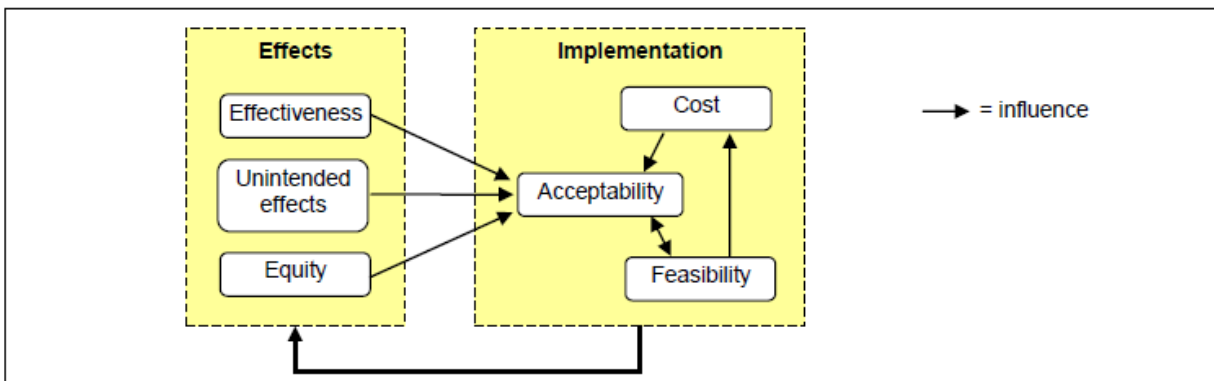 Effects
Effectiveness
Unintended
effects
Equity
Implementation
Cost
Acceptability
Feasibility
= influence